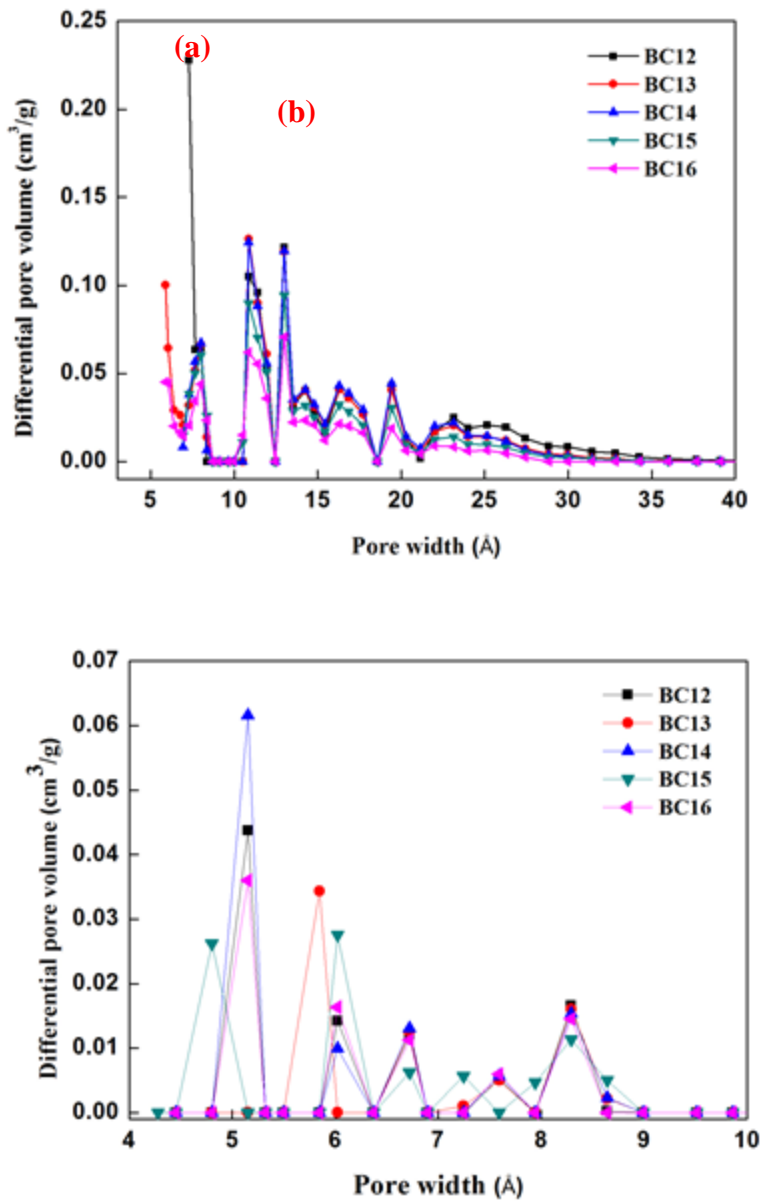 (a)
(b)
BC12
BC13
BC14
BC15
BC16
Differential pore volume (cm³/g)
0.25
0.20
0.15
0.10
0.05
0.00
5 10 15 20 25 30 35 40
Pore width (Å)
BC12
BC13
BC14
BC15
BC16
Differential pore volume (cm³/g)
0.07
0.06
0.05
0.04
0.03
0.02
0.01
0.00
4 5 6 7 8 9 10
Pore width (Å)